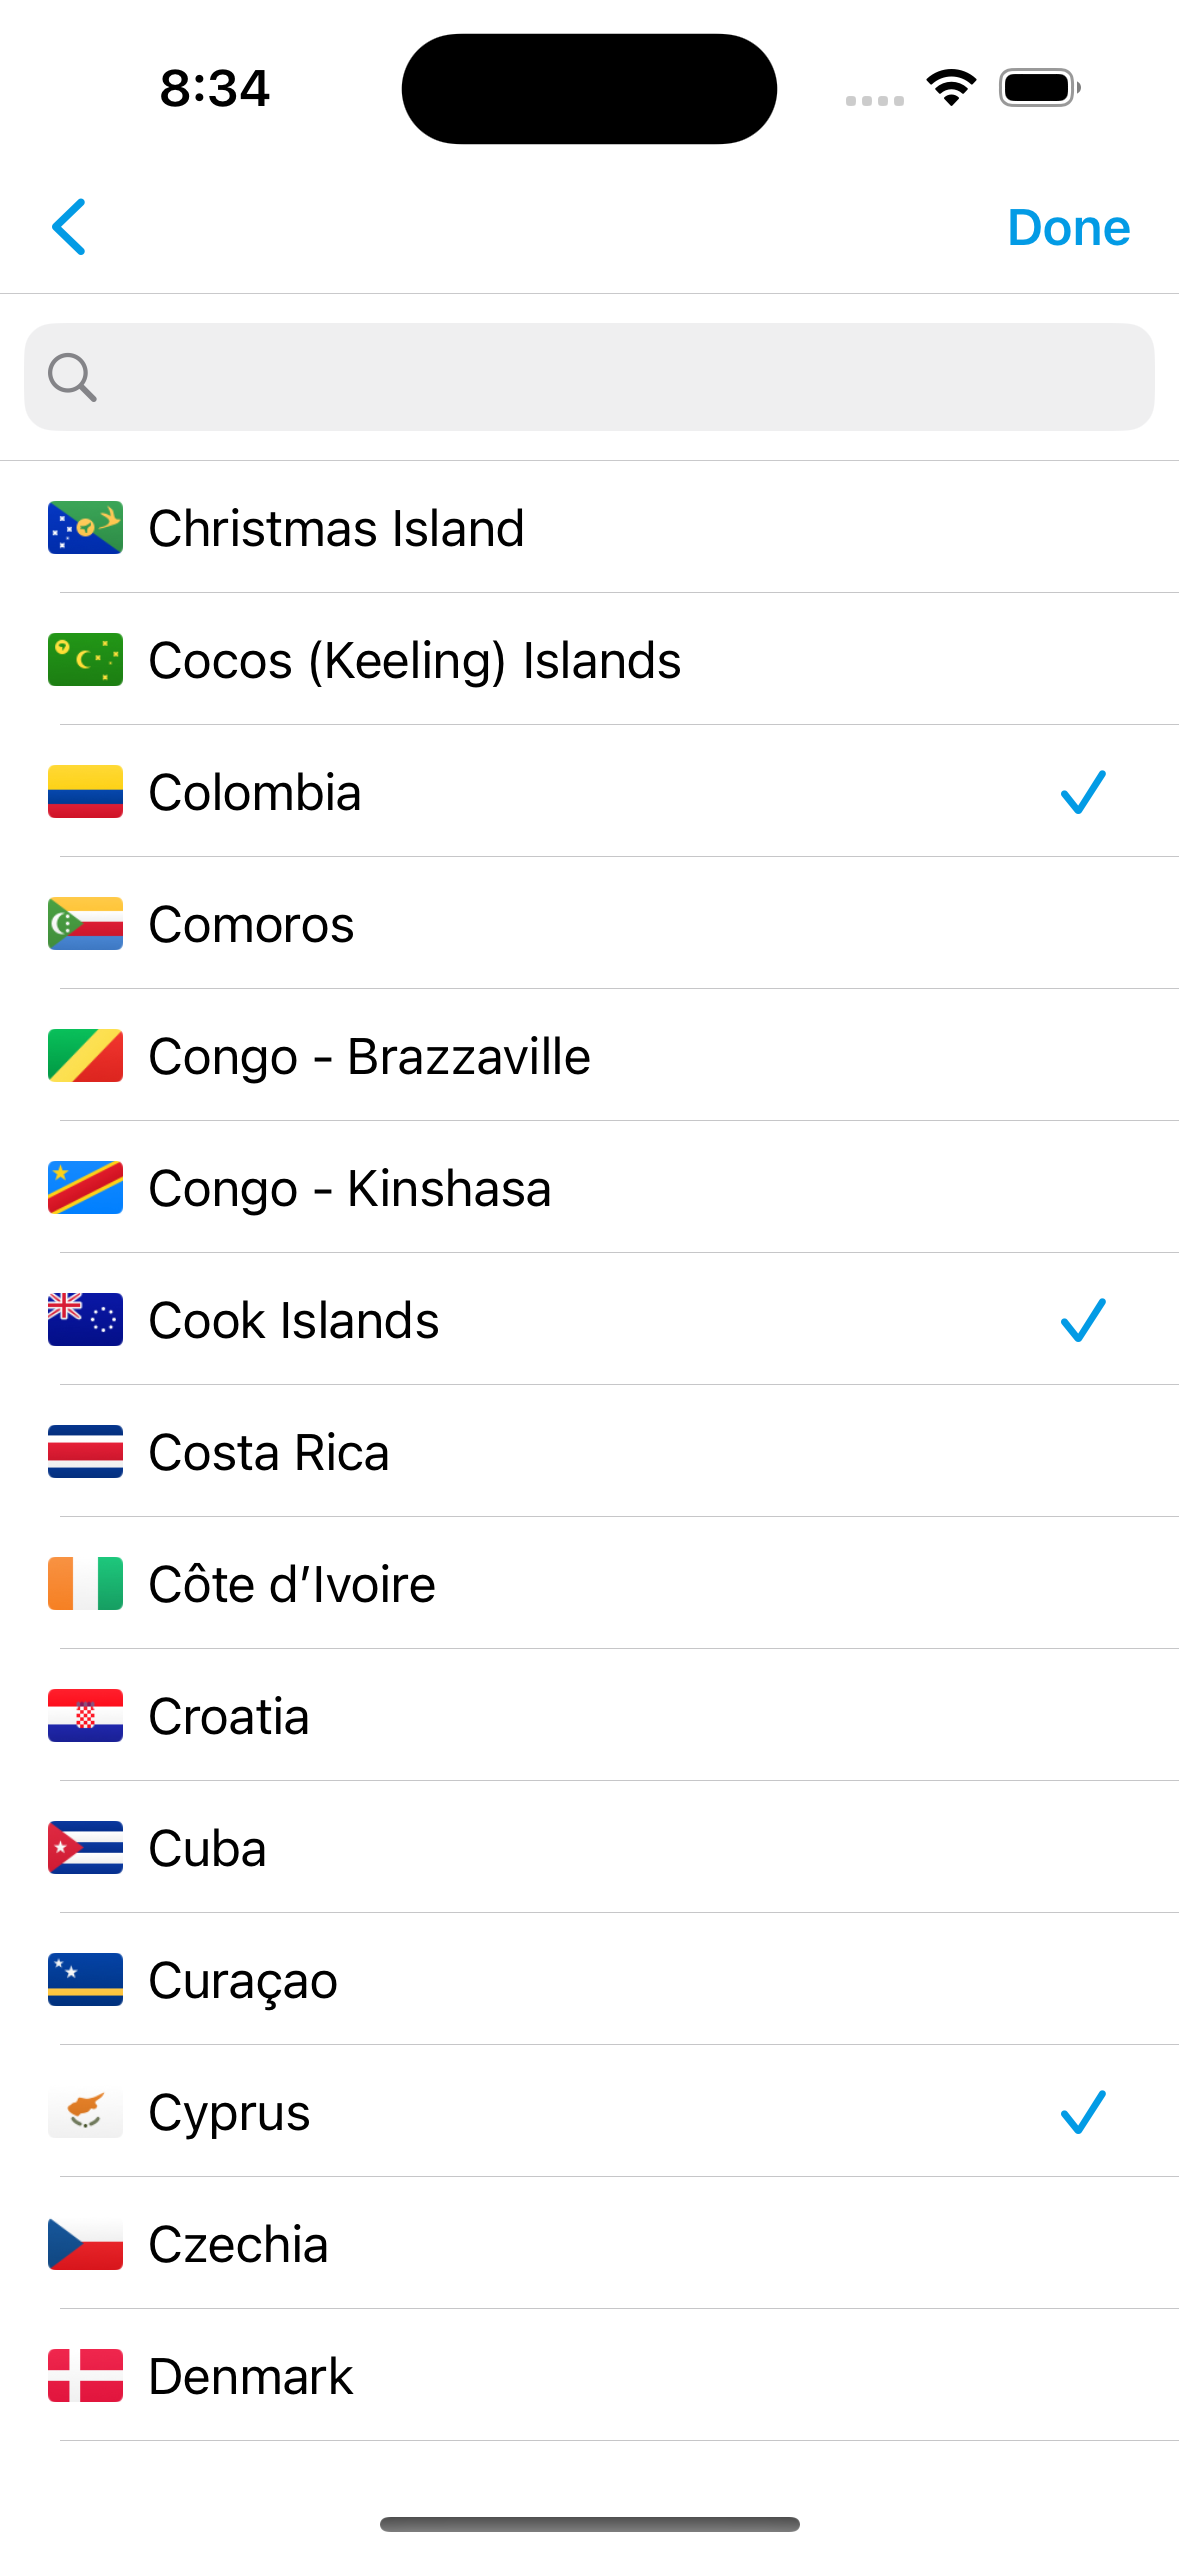 8:34
Done
Christmas Island
Cocos (Keeling) Islands
Colombia
Comoros
Congo - Brazzaville
Congo - Kinshasa
Cook Islands
Costa Rica
Côte d’Ivoire
Croatia
Cuba
Curaçao
Cyprus
Czechia
Denmark